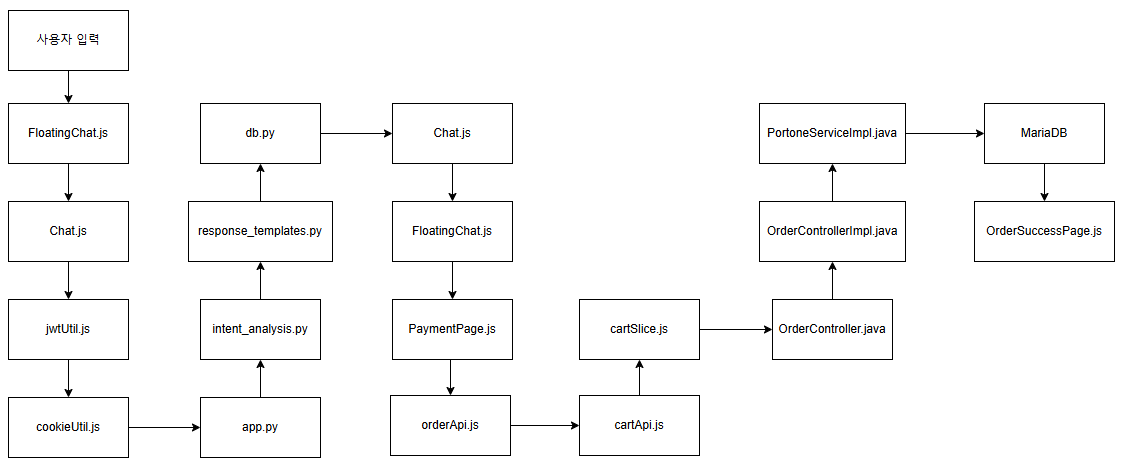 사용자 입력
FloatingChat.js
Chat.js
jwtUtil.js
cookieUtil.js
app.py
intent_analysis.py
response_templates.py
db.py
Chat.js
FloatingChat.js
PaymentPage.js
orderApi.js
cartApi.js
cartSlice.js
OrderController.java
OrderControllerImpl.java
PortoneServiceImpl.java
MariaDB
OrderSuccessPage.js